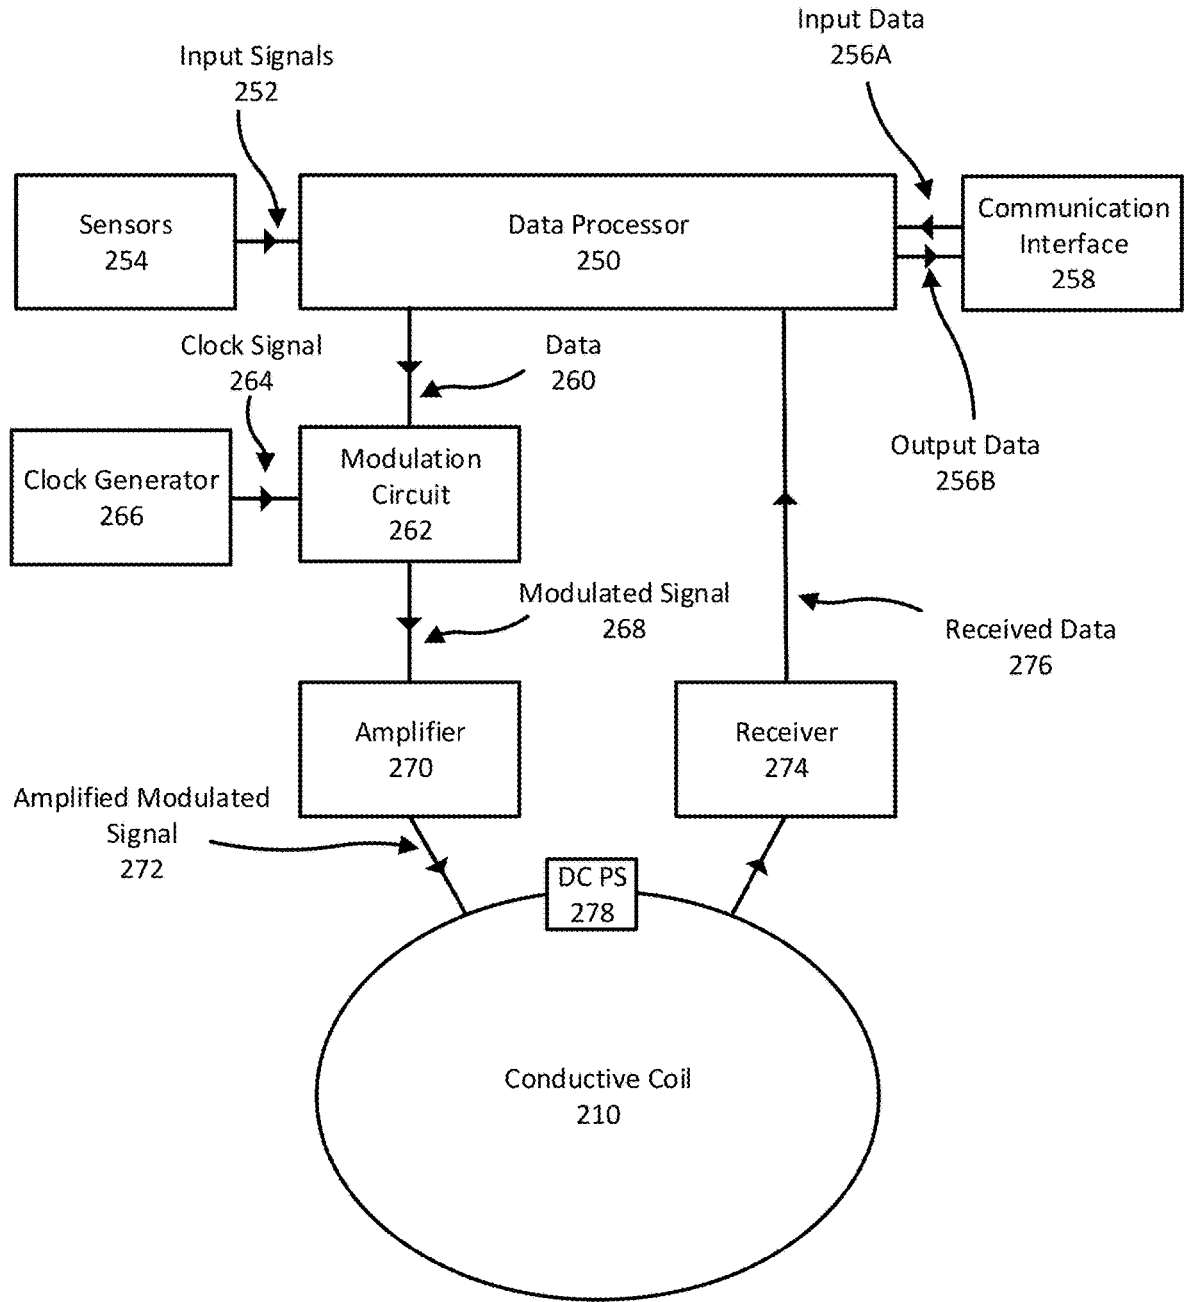 Input Data
256A
Input Signals
252
Sensors
254
Data Processor
250
Communication
Interface
258
Clock Signal
264
Data
260
Output Data
256B
Clock Generator
266
Modulation
Circuit
262
Modulated Signal
268
Received Data
276
Amplifier
270
Receiver
274
Amplified Modulated
Signal
272
DC PS
278
Conductive Coil
210